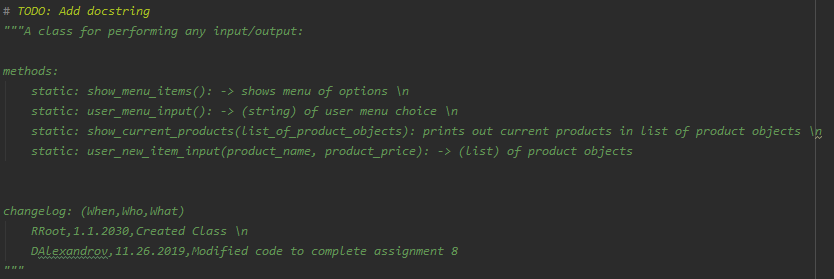 # TODO: Add docstring
"""A class for performing any input/output:
methods:
static: show_menu_items(): -> shows menu of options \n
static: user_menu_input(): -> (string) of user menu choice \n
static: show_current_products(list_of_product_objects): prints out current products in list of product objects \n
static: user_new_item_input(product_name, product_price): -> (list) of product objects
changelog: (When,Who,What)
RRoot,1.1.2030,Created Class \n
DAlexandrov,11.26.2019,Modified code to complete assignment 8
"""